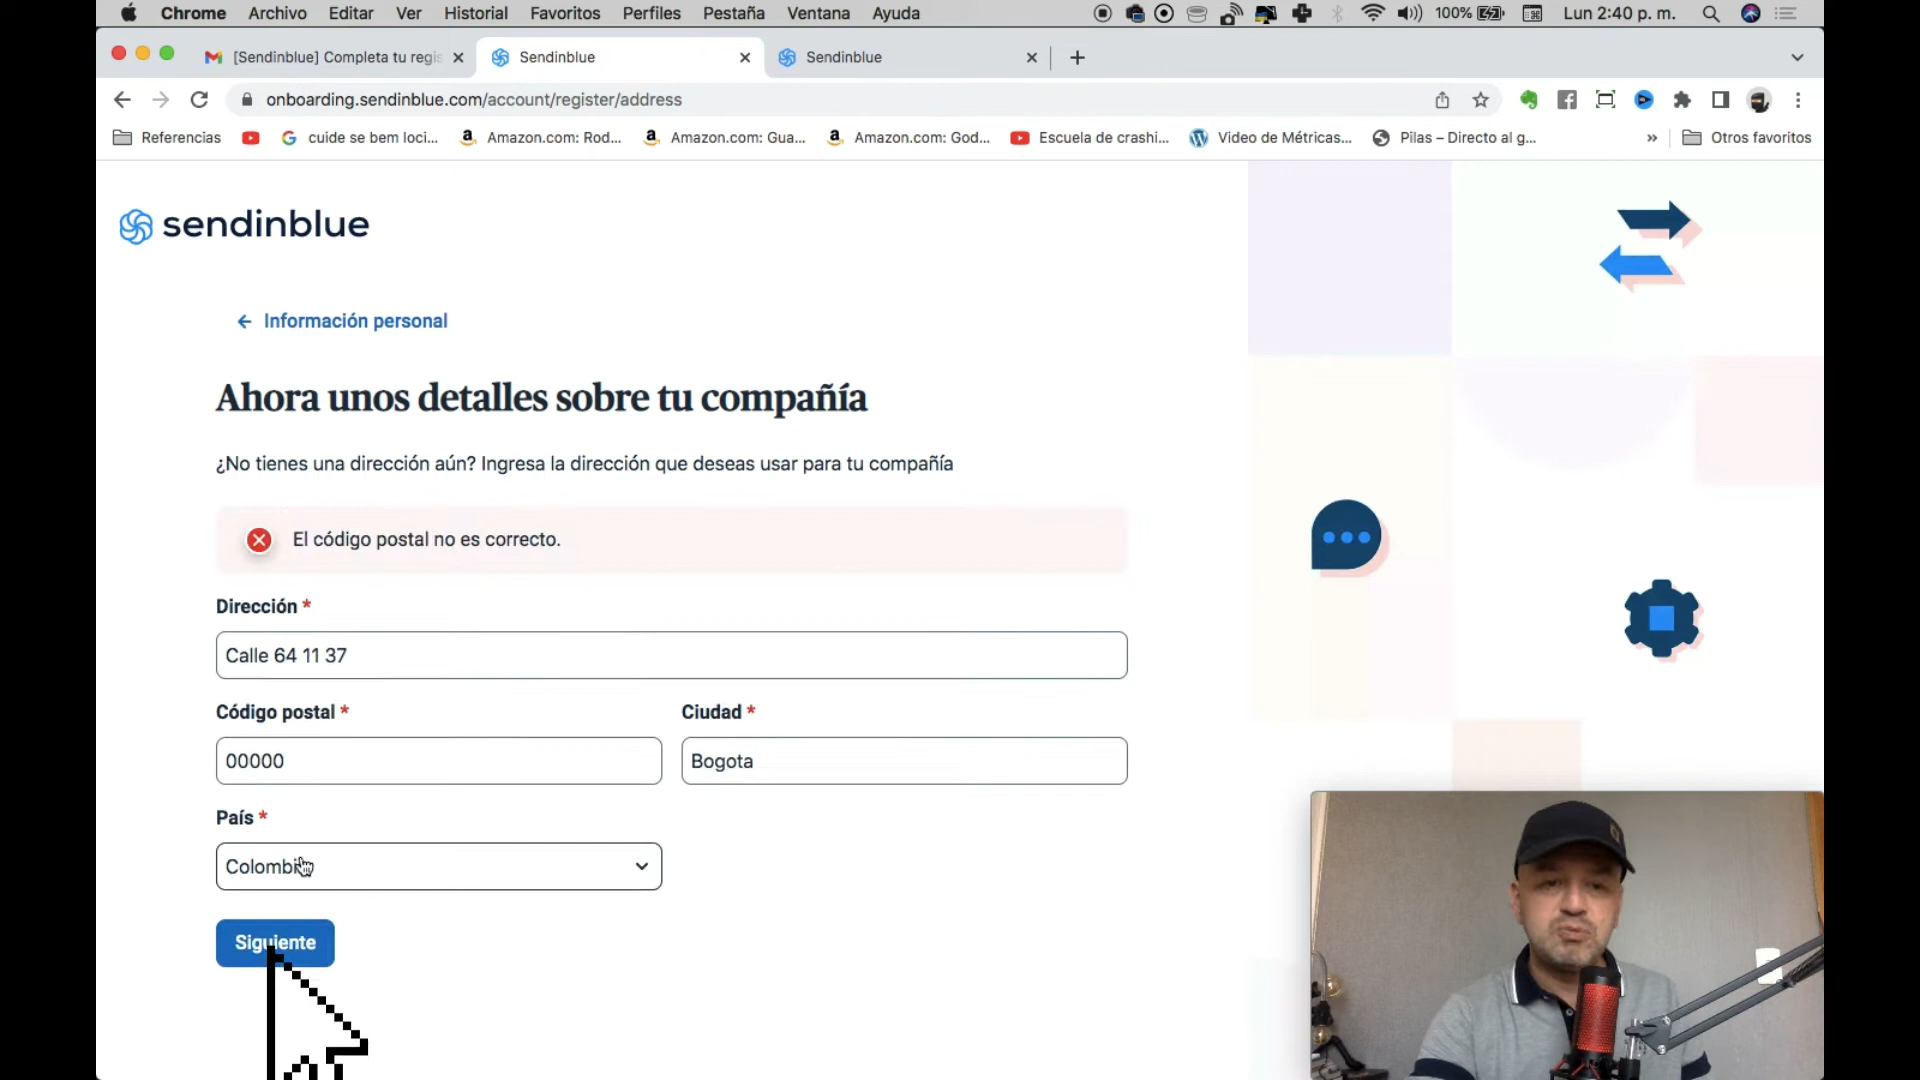 Chrome Archivo Editar Ver Historial Favoritos Perfiles Pestaña Ventana Ayuda 100% Lun 2:40 p. m.
[Sendinblue] Completa tu regis Sendinblue Sendinblue
onboarding.sendinblue.com/account/register/address
Referencias cuide se bem loci... Amazon.com: Rod... Amazon.com: Gua... Amazon.com: God... Escuela de crashi... Video de Métricas... Pilas – Directo al g... » Otros favoritos
sendinblue
← Información personal
Ahora unos detalles sobre tu compañía
¿No tienes una dirección aún? Ingresa la dirección que deseas usar para tu compañía
El código postal no es correcto.
Dirección *
Calle 64 11 37
Código postal * Ciudad *
00000 Bogota
País *
Colombia
Siguiente